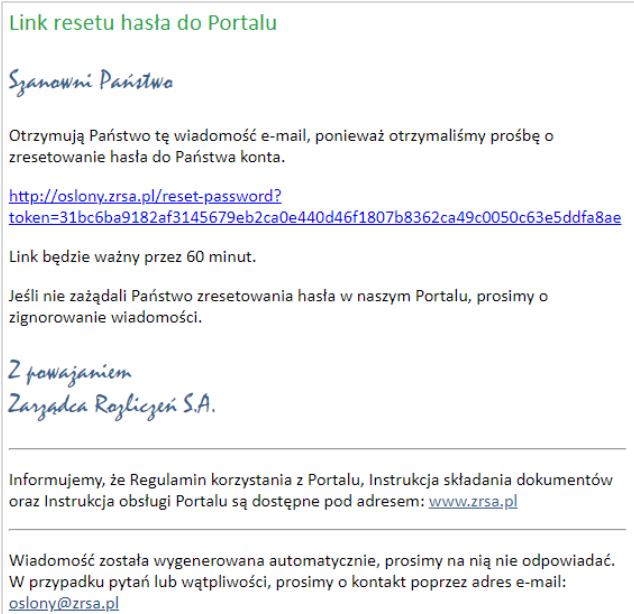 Link resetu hasła do Portalu
Szanowni Państwo
Otrzymują Państwo tę wiadomość e-mail, ponieważ otrzymaliśmy prośbę o
zresetowanie hasła do Państwa konta.
http://oslony.zrsa.pl/reset-password?
token=31bc6ba9182af3145679eb2ca0e440d46f1807b8362ca49c0050c63e5ddfa8ae
Link będzie ważny przez 60 minut.
Jeśli nie zażądali Państwo zresetowania hasła w naszym Portalu, prosimy o
zignorowanie wiadomości.
Z poważaniem
Zarządca Rozliczeń S.A.
Informujemy, że Regulamin korzystania z Portalu, Instrukcja składania dokumentów
oraz Instrukcja obsługi Portalu są dostępne pod adresem: www.zrsa.pl
Wiadomość została wygenerowana automatycznie, prosimy na nią nie odpowiadać.
W przypadku pytań lub wątpliwości, prosimy o kontakt poprzez adres e-mail:
oslony@zrsa.pl